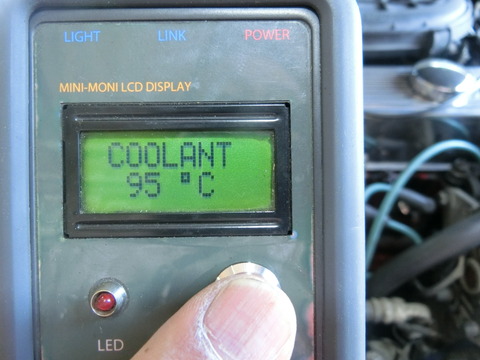 LIGHT LINK POWER
MINI-MONI LCD DISPLAY
COOLANT
95 °C
LED